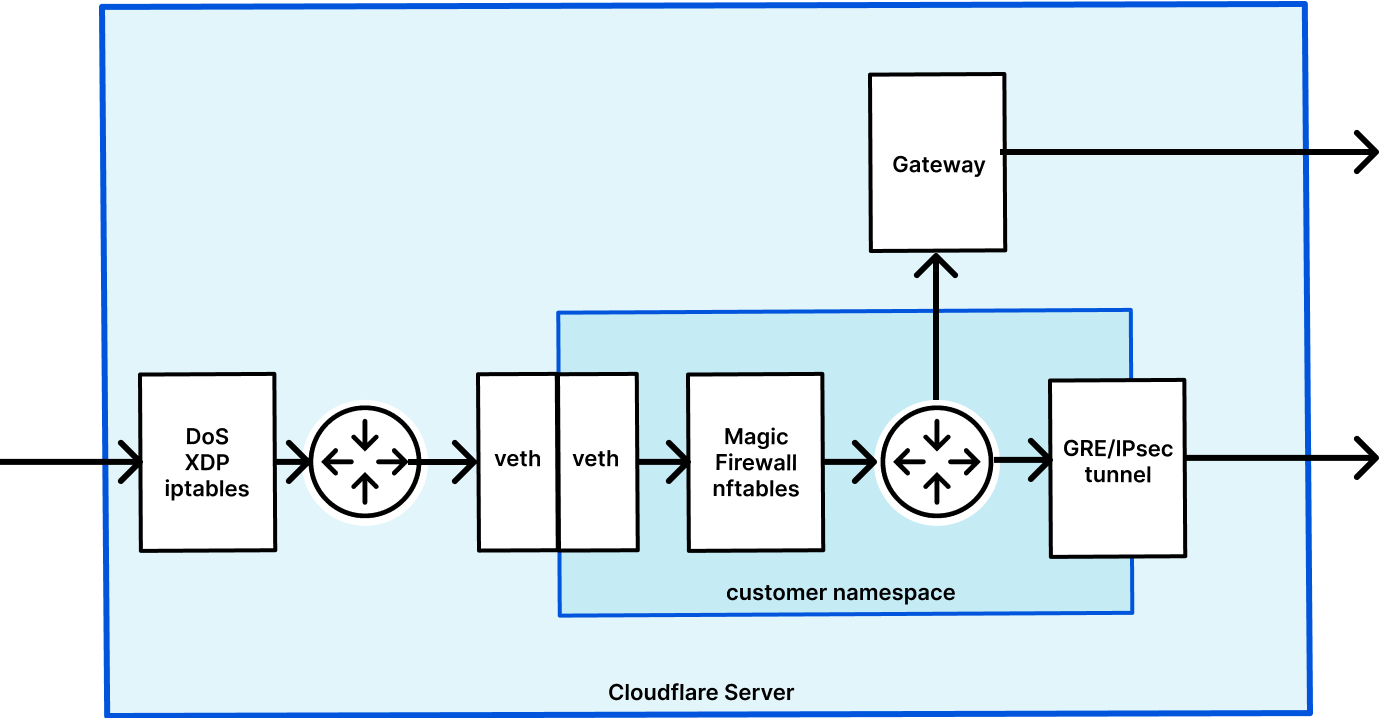 Gateway
DoS
XDP
iptables
veth
veth
Magic
Firewall
nftables
GRE/IPsec
tunnel
customer namespace
Cloudflare Server